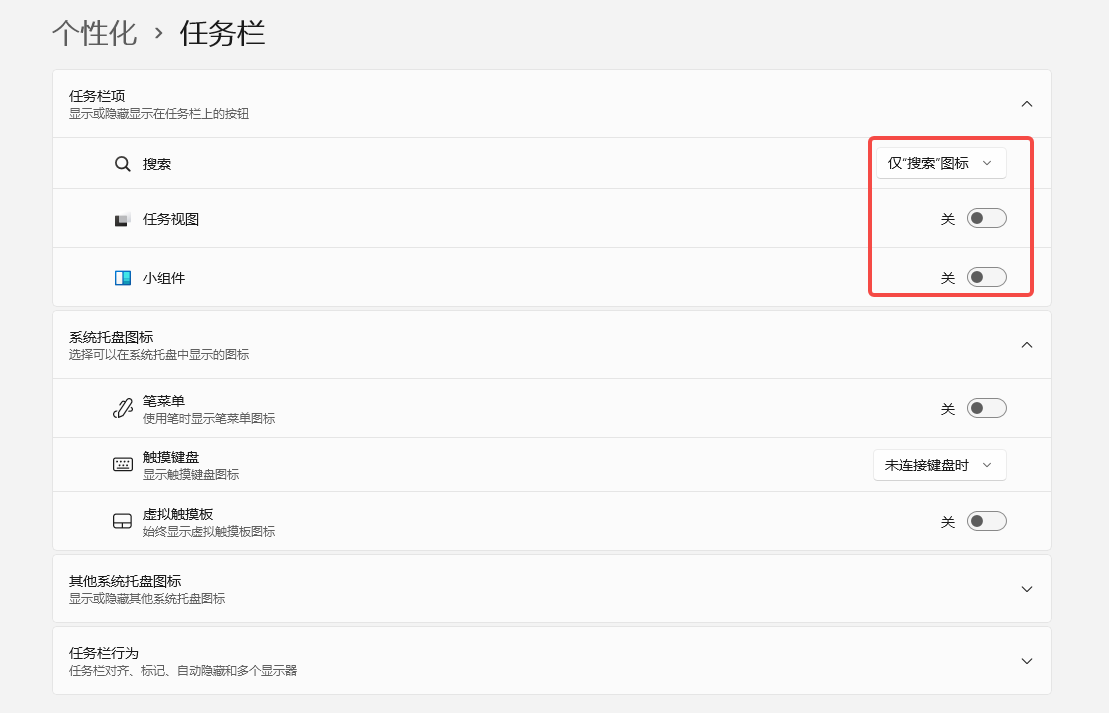 个性化 › 任务栏
任务栏项
显示或隐藏显示在任务栏上的按钮
搜索 仅“搜索”图标
任务视图 关
小组件 关
系统托盘图标
选择可以在系统托盘中显示的图标
笔菜单
使用笔时显示笔菜单图标
关
触摸键盘
显示触摸键盘图标
未连接键盘时
虚拟触摸板
始终显示虚拟触摸板图标
关
其他系统托盘图标
显示或隐藏其他系统托盘图标
任务栏行为
任务栏对齐、标记、自动隐藏和多个显示器